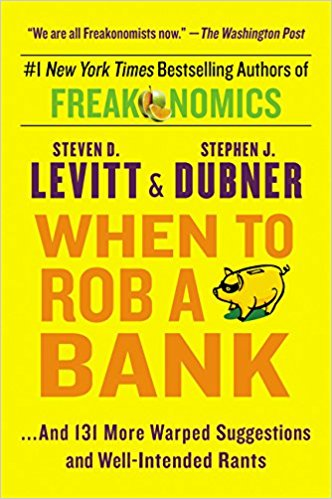 "We are all Freakonomists now." —The Washington Post
#1 New York Times Bestselling Authors of
FREAKONOMICS
STEVEN D. STEPHEN J.
LEVITT & DUBNER
WHEN TO
ROB A
BANK
...And 131 More Warped Suggestions
and Well-Intended Rants